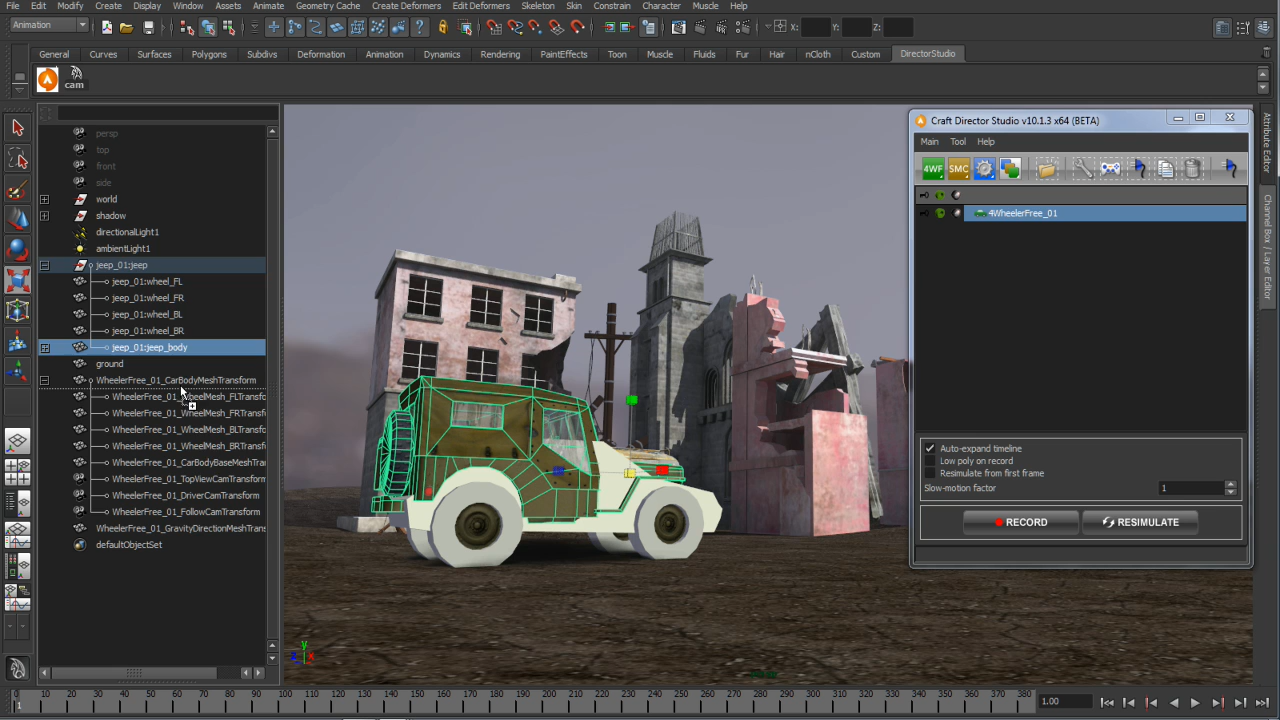 File Edit Modify Create Display Window Assets Animate Geometry Cache Create Deformers Edit Deformers Skeleton Skin Constrain Character Muscle Help
Animation X: Y: Z:
General Curves Surfaces Polygons Subdivs Deformation Animation Dynamics Rendering PaintEffects Toon Muscle Fluids Fur Hair nCloth Custom DirectorStudio
cam
persp
top
front
side
world
shadow
directionalLight1
ambientLight1
jeep_01:jeep
jeep_01:wheel_FL
jeep_01:wheel_FR
jeep_01:wheel_BL
jeep_01:wheel_BR
jeep_01:jeep_body
ground
WheelerFree_01_CarBodyMeshTransform
WheelerFree_01_WheelMesh_FLTransfo
WheelerFree_01_WheelMesh_FRTransf
WheelerFree_01_WheelMesh_BLTransfo
WheelerFree_01_WheelMesh_BRTransf
WheelerFree_01_CarBodyBaseMeshTra
WheelerFree_01_TopViewCamTransform
WheelerFree_01_DriverCamTransform
WheelerFree_01_FollowCamTransform
WheelerFree_01_GravityDirectionMeshTrans
defaultObjectSet
Craft Director Studio v10.1.3 x64 (BETA)
Main Tool Help
4WF SMC
4WheelerFree_01
Auto-expand timeline
Low poly on record
Resimulate from first frame
Slow-motion factor 1
RECORD RESIMULATE
Attribute Editor
Channel Box / Layer Editor
y
z x
1 10 20 30 40 50 60 70 80 90 100 110 120 130 140 150 160 170 180 190 200 210 220 230 240 250 260 270 280 290 300 310 320 330 340 350 360 370 380
1
1.00